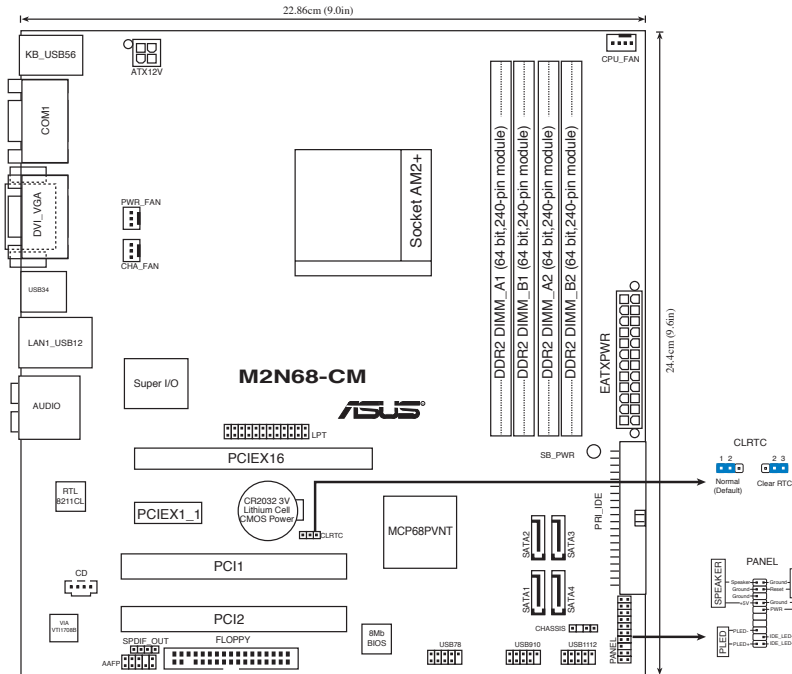 22.86cm (9.0in)
KB_USB56
ATX12V
CPU_FAN
COM1
DVI_VGA
PWR_FAN
CHA_FAN
Socket AM2+
DDR2 DIMM_A1 (64 bit,240-pin module)
DDR2 DIMM_B1 (64 bit,240-pin module)
DDR2 DIMM_A2 (64 bit,240-pin module)
DDR2 DIMM_B2 (64 bit,240-pin module)
24.4cm (9.6in)
USB34
LAN1_USB12
EATXPWR
Super I/O
M2N68-CM
AUDIO
ASUS
LPT
PCIEX16
SB_PWR
CLRTC
1 2
2 3
Normal
(Default)
Clear RTC
RTL
8211CL
PCIEX1_1
CR2032 3V
Lithium Cell
CMOS Power
CLRTC
MCP68PVNT
SATA2
SATA3
PRI_IDE
PCI1
SATA1
SATA4
PANEL
SPEAKER
Speaker
Ground
Ground
+5V
Ground
Reset
Ground
PWR
PLED
PLED-
PLED+
IDE_LED
IDE_LED
CD
PCI2
VIA
VT1708B
8Mb
BIOS
CHASSIS
PANEL
SPDIF_OUT
FLOPPY
AAFP
USB78
USB910
USB1112